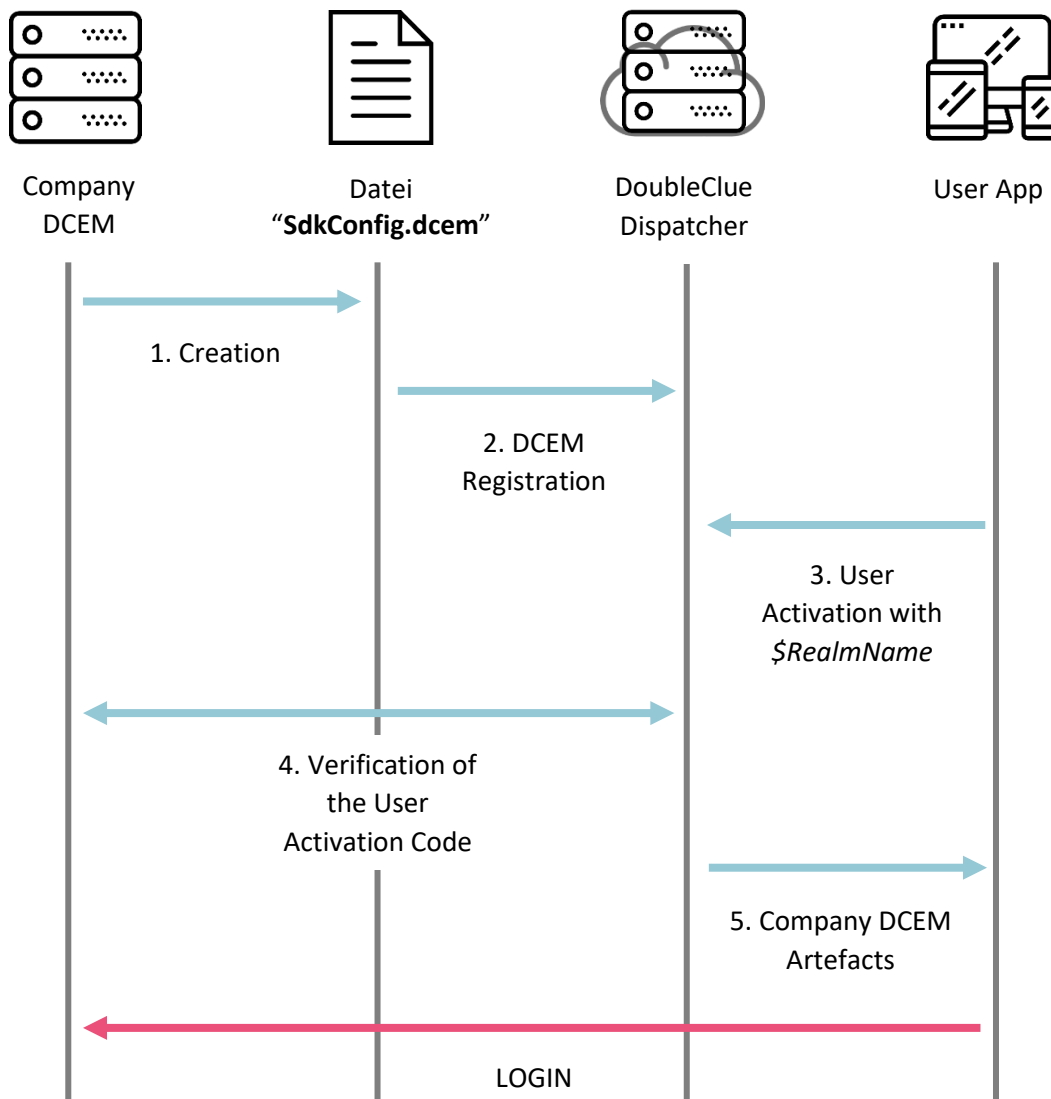 Company
DCEM
Datei
“SdkConfig.dcem”
DoubleClue
Dispatcher
User App
1. Creation
2. DCEM
Registration
3. User
Activation with
$RealmName
4. Verification of
the User
Activation Code
5. Company DCEM
Artefacts
LOGIN